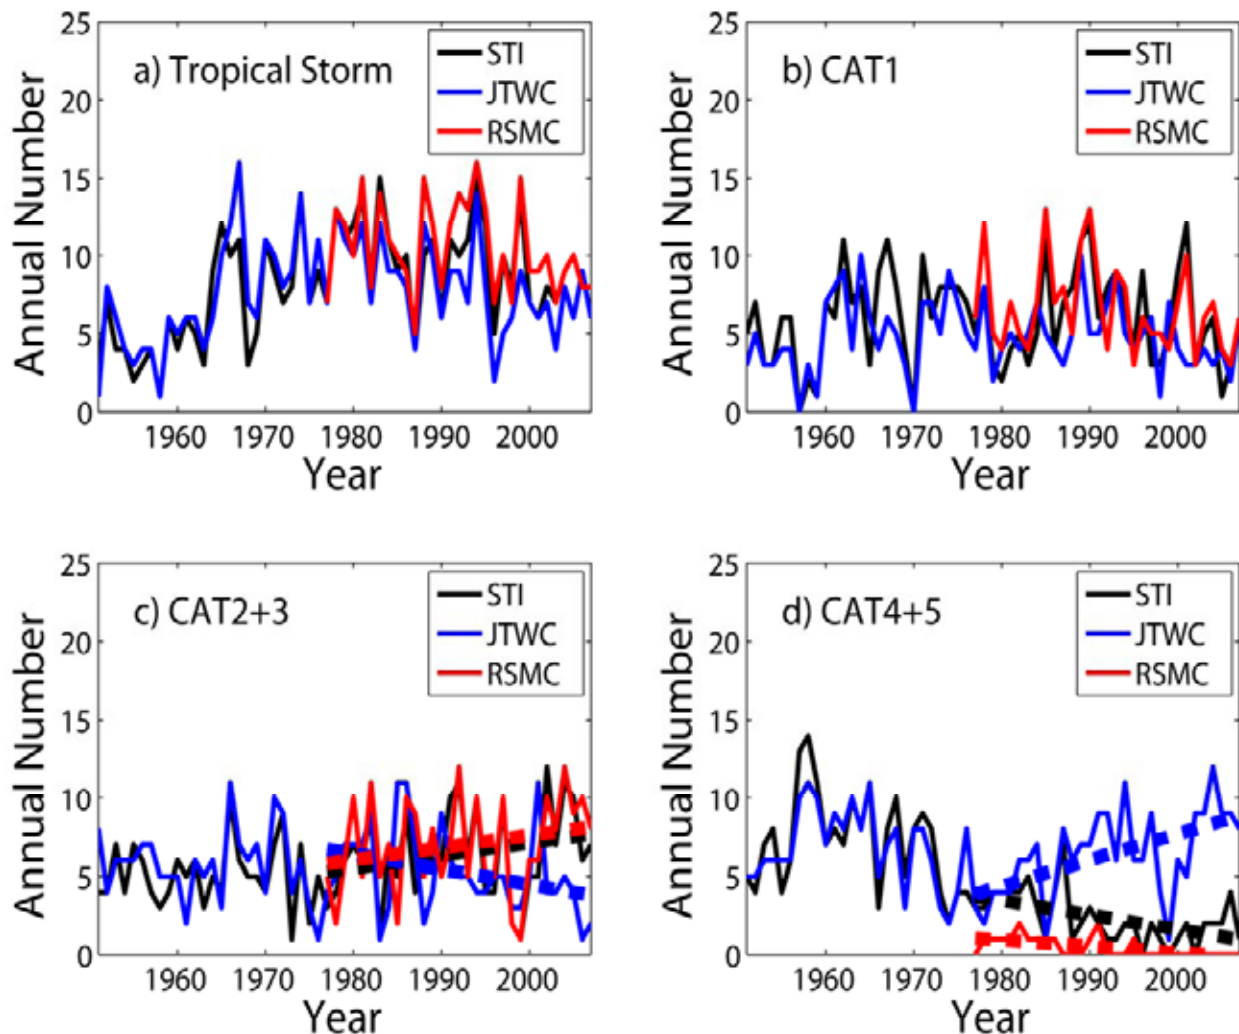 a) Tropical Storm
STI
JTWC
RSMC
Annual Number
25
20
15
10
5
0
1960 1970 1980 1990 2000
Year
b) CAT1
STI
JTWC
RSMC
Annual Number
25
20
15
10
5
0
1960 1970 1980 1990 2000
Year
c) CAT2+3
STI
JTWC
RSMC
Annual Number
25
20
15
10
5
0
1960 1970 1980 1990 2000
Year
d) CAT4+5
STI
JTWC
RSMC
Annual Number
25
20
15
10
5
0
1960 1970 1980 1990 2000
Year